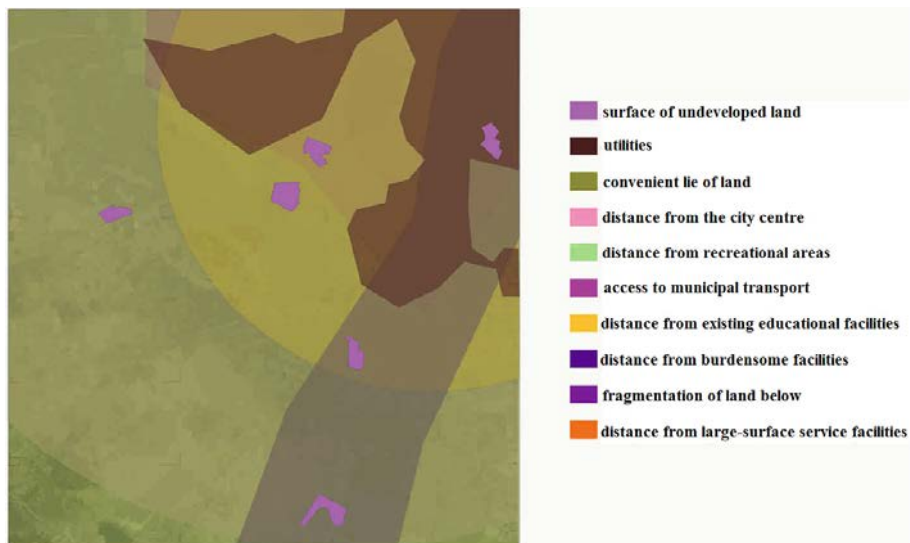 surface of undeveloped land
utilities
convenient lie of land
distance from the city centre
distance from recreational areas
access to municipal transport
distance from existing educational facilities
distance from burdensome facilities
fragmentation of land below
distance from large-surface service facilities